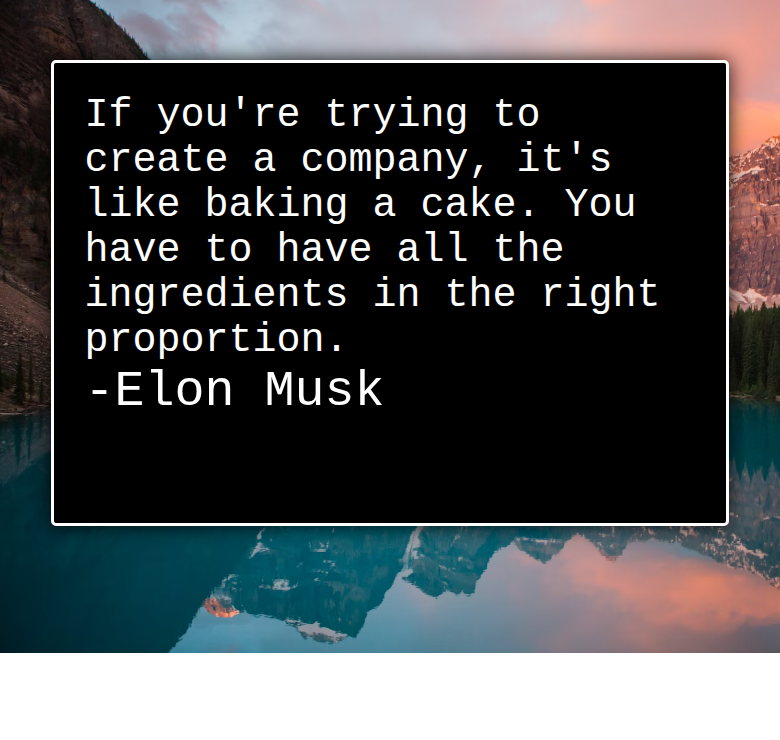 If you're trying to
create a company, it's
like baking a cake. You
have to have all the
ingredients in the right
proportion.
-Elon Musk